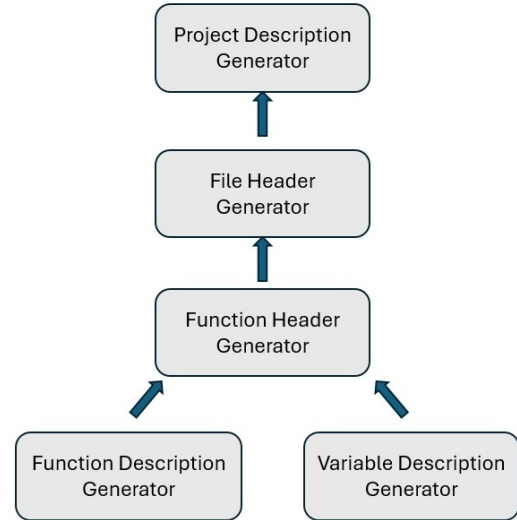 Project Description
Generator
File Header
Generator
Function Header
Generator
Function Description
Generator
Variable Description
Generator